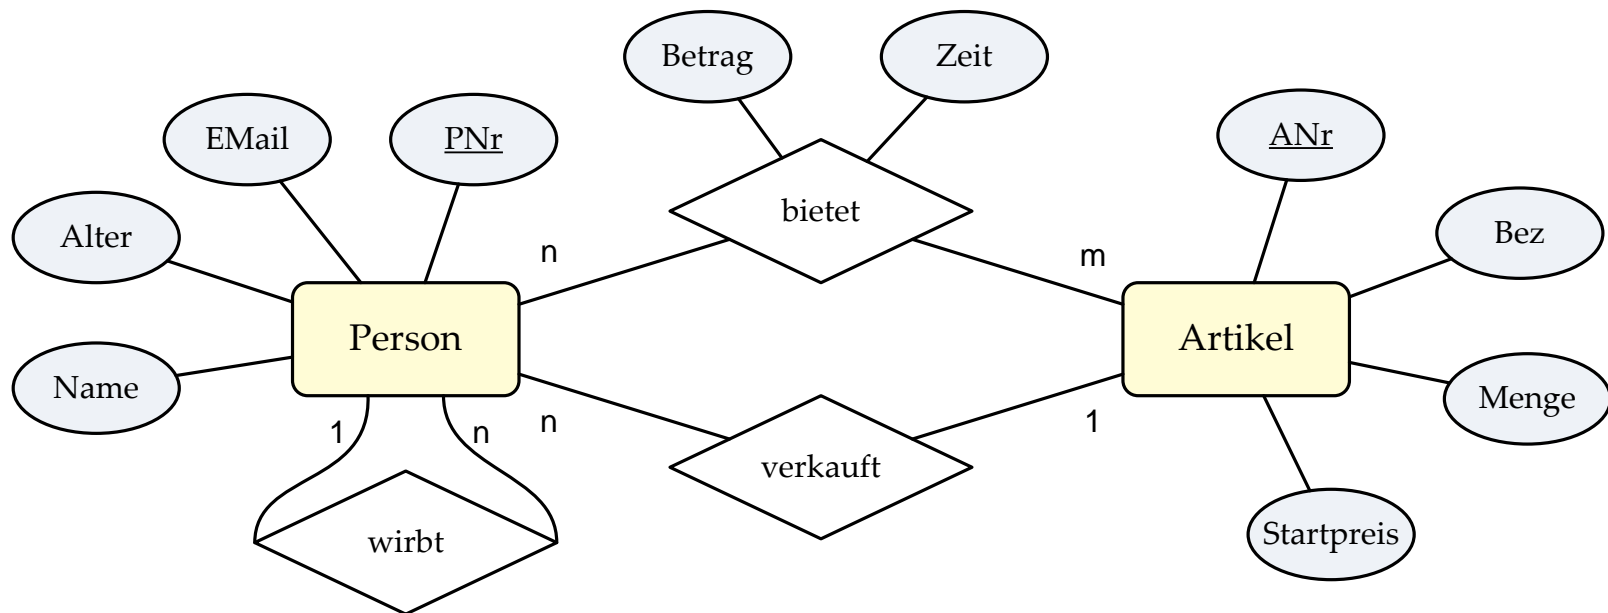 Betrag
Zeit
EMail
PNr
ANr
Alter
bietet
Bez
n
m
Person
Artikel
Name
Menge
1
n
n
1
verkauft
wirbt
Startpreis